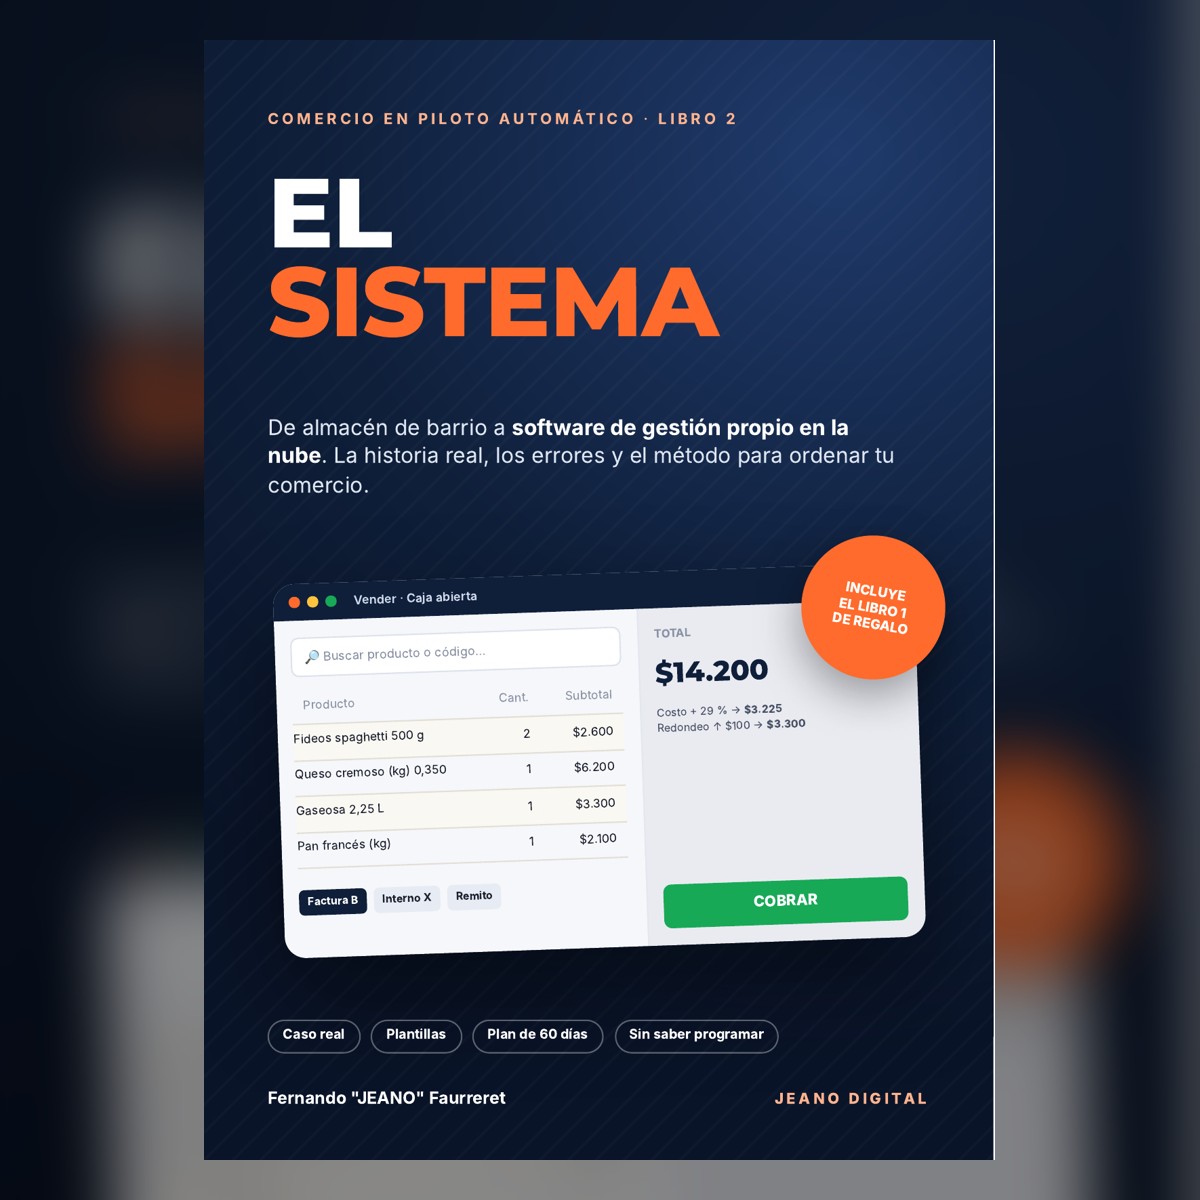 COMERCIO EN PILOTO AUTOMÁTICO · LIBRO 2
EL
SISTEMA
De almacén de barrio a software de gestión propio en la
nube. La historia real, los errores y el método para ordenar tu
comercio.
INCLUYE
EL LIBRO 1
DE REGALO
Vender · Caja abierta
🔎 Buscar producto o código...
Producto Cant. Subtotal
Fideos spaghetti 500 g 2 $2.600
Queso cremoso (kg) 0,350 1 $6.200
Gaseosa 2,25 L 1 $3.300
Pan francés (kg) 1 $2.100
Factura B Interno X Remito
TOTAL
$14.200
Costo + 29 % → $3.225
Redondeo ↑ $100 → $3.300
COBRAR
Caso real Plantillas Plan de 60 días Sin saber programar
Fernando "JEANO" Faurreret JEANO DIGITAL